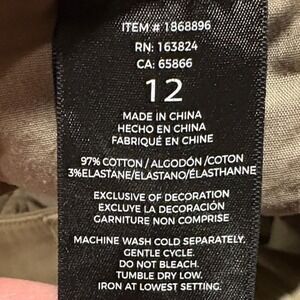 ITEM # 1868896
RN: 163824
CA: 65866
12
MADE IN CHINA
HECHO EN CHINA
FABRIQUÉ EN CHINE
97% COTTON / ALGODÓN /COTON
3%ELASTANE/ELASTANO/ÉLASTHANNE
EXCLUSIVE OF DECORATION
EXCLUYE LA DECORACIÓN
GARNITURE NON COMPRISE
MACHINE WASH COLD SEPARATELY.
GENTLE CYCLE.
DO NOT BLEACH.
TUMBLE DRY LOW.
IRON AT LOWEST SETTING.